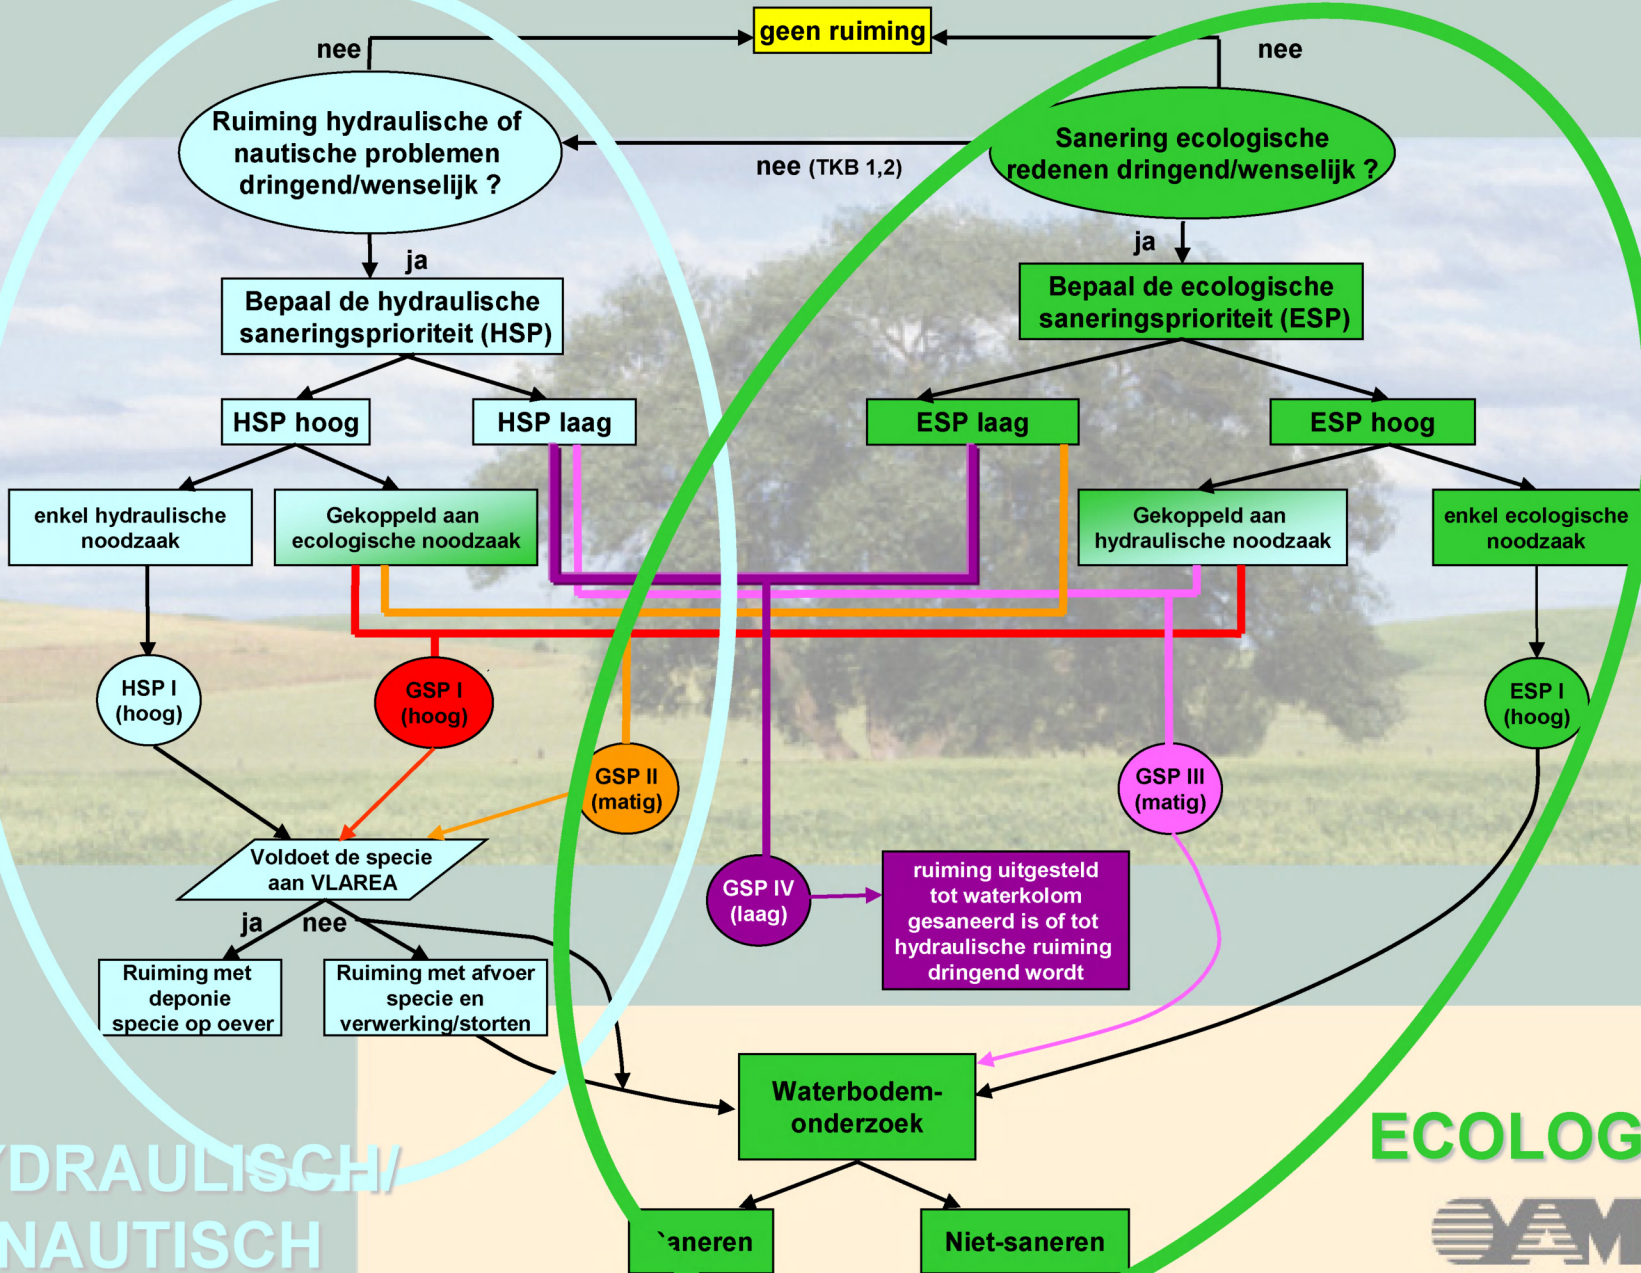 geen ruiming
nee
nee
Ruiming hydraulische of
nautische problemen
dringend/wenselijk ?
nee (TKB 1,2)
Sanering ecologische
redenen dringend/wenselijk ?
ja
ja
Bepaal de hydraulische
saneringsprioriteit (HSP)
Bepaal de ecologische
saneringsprioriteit (ESP)
HSP hoog
HSP laag
ESP laag
ESP hoog
enkel hydraulische
noodzaak
Gekoppeld aan
ecologische noodzaak
Gekoppeld aan
hydraulische noodzaak
enkel ecologische
noodzaak
HSP I
(hoog)
GSP I
(hoog)
ESP I
(hoog)
GSP II
(matig)
GSP III
(matig)
Voldoet de specie
aan VLAREA
GSP IV
(laag)
ruiming uitgesteld
tot waterkolom
gesaneerd is of tot
hydraulische ruiming
dringend wordt
ja
nee
Ruiming met
deponie
specie op oever
Ruiming met afvoer
specie en
verwerking/storten
Waterbodem-
onderzoek
YDRAULISCH/
NAUTISCH
ECOLOG
aneren
Niet-saneren